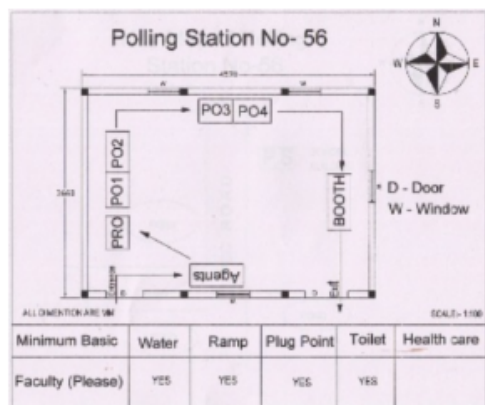 Polling Station No- 56
N
W E
S
W W
PO3 PO4
PO2
PO1
PRO
BOOTH
D - Door
W - Window
Agents
D D
Exit
ALL DIMENTION ARE MM
SCALE:- 1:100
Minimum Basic Water Ramp Plug Point Toilet Health care
Faculty (Please) YES YES YES YES